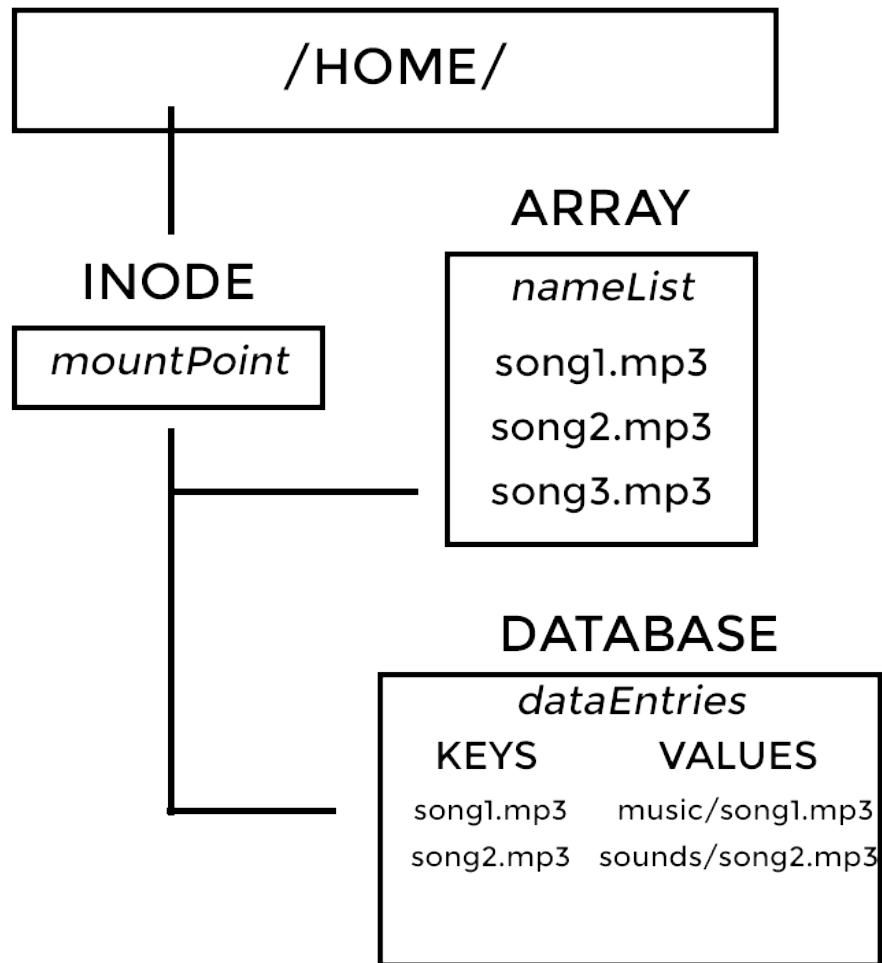 /HOME/
INODE
mountPoint
ARRAY
nameList
song1.mp3
song2.mp3
song3.mp3
DATABASE
dataEntries
KEYS VALUES
song1.mp3 music/song1.mp3
song2.mp3 sounds/song2.mp3